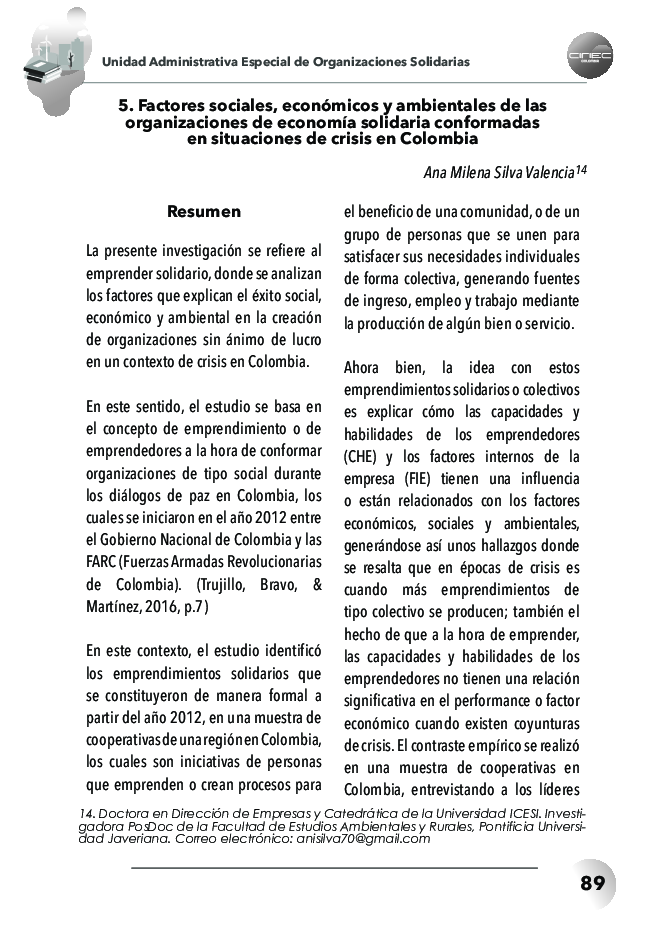 Unidad Administrativa Especial de Organizaciones Solidarias
CIRIEC
COLOMBIA
5. Factores sociales, económicos y ambientales de las
organizaciones de economía solidaria conformadas
en situaciones de crisis en Colombia
Ana Milena Silva Valencia14
Resumen
La presente investigación se refiere al
emprender solidario, donde se analizan
los factores que explican el éxito social,
económico y ambiental en la creación
de organizaciones sin ánimo de lucro
en un contexto de crisis en Colombia.
En este sentido, el estudio se basa en
el concepto de emprendimiento o de
emprendedores a la hora de conformar
organizaciones de tipo social durante
los diálogos de paz en Colombia, los
cuales se iniciaron en el año 2012 entre
el Gobierno Nacional de Colombia y las
FARC (Fuerzas Armadas Revolucionarias
de Colombia). (Trujillo, Bravo, &
Martínez, 2016, p.7)
En este contexto, el estudio identificó
los emprendimientos solidarios que
se constituyeron de manera formal a
partir del año 2012, en una muestra de
cooperativas de una región en Colombia,
los cuales son iniciativas de personas
que emprenden o crean procesos para
el beneficio de una comunidad, o de un
grupo de personas que se unen para
satisfacer sus necesidades individuales
de forma colectiva, generando fuentes
de ingreso, empleo y trabajo mediante
la producción de algún bien o servicio.
Ahora bien, la idea con estos
emprendimientos solidarios o colectivos
es explicar cómo las capacidades y
habilidades de los emprendedores
(CHE) y los factores internos de la
empresa (FIE) tienen una influencia
o están relacionados con los factores
económicos, sociales y ambientales,
generándose así unos hallazgos donde
se resalta que en épocas de crisis es
cuando más emprendimientos de
tipo colectivo se producen; también el
hecho de que a la hora de emprender,
las capacidades y habilidades de los
emprendedores no tienen una relación
significativa en el performance o factor
económico cuando existen coyunturas
de crisis. El contraste empírico se realizó
en una muestra de cooperativas en
Colombia, entrevistando a los líderes
14. Doctora en Dirección de Empresas y Catedrática de la Universidad ICESI. Investi-
gadora PosDoc de la Facultad de Estudios Ambientales y Rurales, Pontificia Universi-
dad Javeriana. Correo electrónico: anisilva70@gmail.com
89